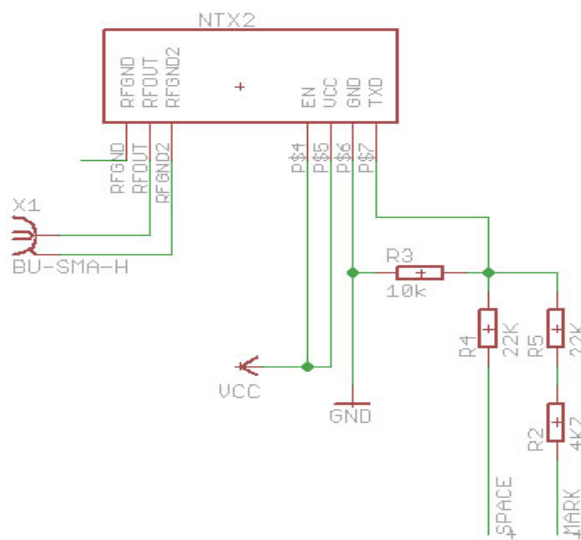 NTX2
RFGND
RFOUT
RFGND2
EN
VCC
GND
TXD
RFGND
RFOUT
RFGND2
P$4
P$5
P$6
P$7
X1
BU-SMA-H
R3
10k
R4
22K
R5
22K
VCC
GND
R2
4K7
SPACE
MARK